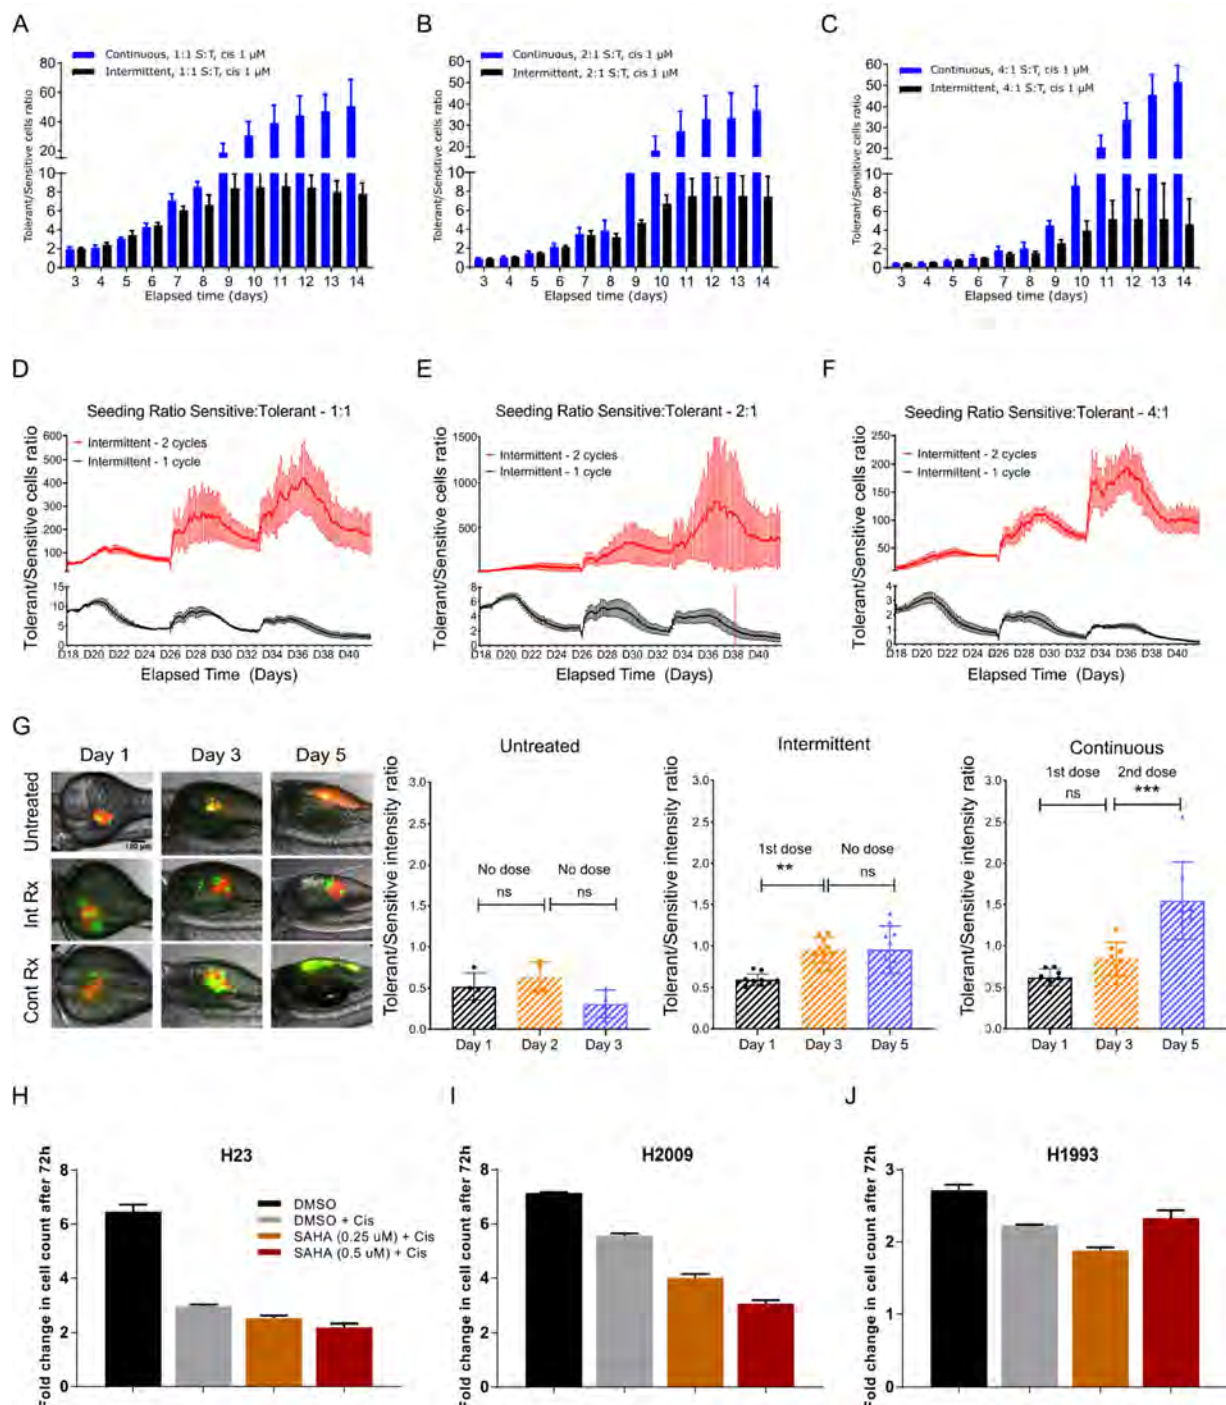 A
Continuous, 1:1 S:T, cis 1 µM
Intermittent, 1:1 S:T, cis 1 µM
Tolerant/Sensitive cells ratio
80
60
40
20
10
8
6
4
2
0
3 4 5 6 7 8 9 10 11 12 13 14
Elapsed time (days)
B
Continuous, 2:1 S:T, cis 1 µM
Intermittent, 2:1 S:T, cis 1 µM
Tolerant/Sensitive cells ratio
60
50
40
30
20
10
8
6
4
2
0
3 4 5 6 7 8 9 10 11 12 13 14
Elapsed time (days)
C
Continuous, 4:1 S:T, cis 1 µM
Intermittent, 4:1 S:T, cis 1 µM
Tolerant/Sensitive cells ratio
60
50
40
30
20
10
8
6
4
2
0
3 4 5 6 7 8 9 10 11 12 13 14
Elapsed time (days)
D
Seeding Ratio Sensitive:Tolerant - 1:1
Intermittent - 2 cycles
Intermittent - 1 cycle
Tolerant/Sensitive cells ratio
600
500
400
300
200
100
15
10
5
0
D18 D20 D22 D24 D26 D28 D30 D32 D34 D36 D38 D40
Elapsed Time (Days)
E
Seeding Ratio Sensitive:Tolerant - 2:1
Intermittent - 2 cycles
Intermittent - 1 cycle
Tolerant/Sensitive cells ratio
1500
1000
500
8
6
4
2
0
D18 D20 D22 D24 D26 D28 D30 D32 D34 D36 D38 D40
Elapsed Time (Days)
F
Seeding Ratio Sensitive:Tolerant - 4:1
Intermittent - 2 cycles
Intermittent - 1 cycle
Tolerant/Sensitive cells ratio
250
200
150
100
50
4
3
2
1
0
D18 D20 D22 D24 D26 D28 D30 D32 D34 D36 D38 D40
Elapsed Time (Days)
G
Day 1 Day 3 Day 5
Untreated
Int Rx
Cont Rx
100 µm
Untreated
Tolerant/Sensitive intensity ratio
3.0
2.5
2.0
1.5
1.0
0.5
0.0
No dose No dose
ns ns
Day 1 Day 2 Day 3
Intermittent
Tolerant/Sensitive intensity ratio
3.0
2.5
2.0
1.5
1.0
0.5
0.0
1st dose No dose
** ns
Day 1 Day 3 Day 5
Continuous
Tolerant/Sensitive intensity ratio
3.0
2.5
2.0
1.5
1.0
0.5
0.0
1st dose 2nd dose
ns ***
Day 1 Day 3 Day 5
H
H23
Fold change in cell count after 72h
8
6
4
2
0
DMSO
DMSO + Cis
SAHA (0.25 uM) + Cis
SAHA (0.5 uM) + Cis
I
H2009
Fold change in cell count after 72h
8
6
4
2
0
J
H1993
Fold change in cell count after 72h
3
2
1
0